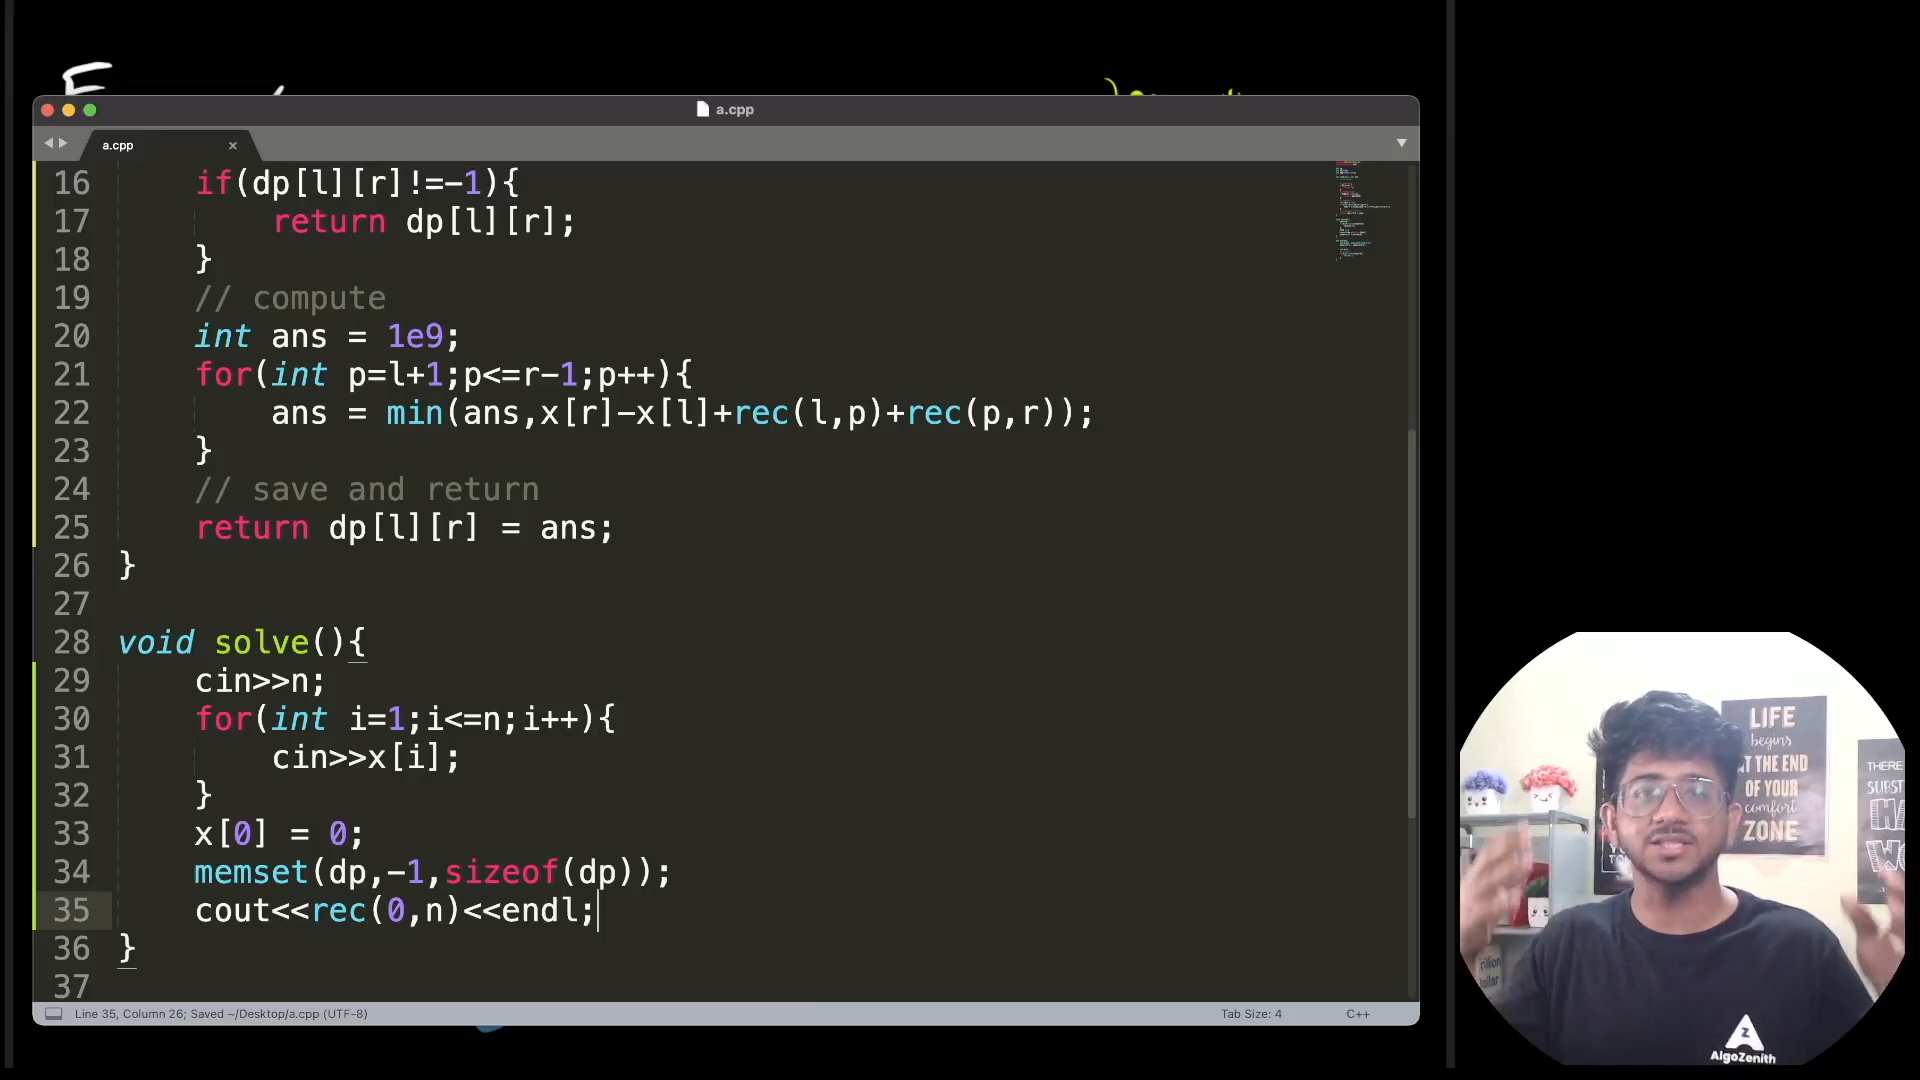 a.cpp
a.cpp
16 if(dp[l][r]!=-1){
17 return dp[l][r];
18 }
19 // compute
20 int ans = 1e9;
21 for(int p=l+1;p<=r-1;p++){
22 ans = min(ans,x[r]-x[l]+rec(l,p)+rec(p,r));
23 }
24 // save and return
25 return dp[l][r] = ans;
26 }
27
28 void solve(){
29 cin>>n;
30 for(int i=1;i<=n;i++){
31 cin>>x[i];
32 }
33 x[0] = 0;
34 memset(dp,-1,sizeof(dp));
35 cout<<rec(0,n)<<endl;
36 }
37
Line 35, Column 26; Saved ~/Desktop/a.cpp (UTF-8)
Tab Size: 4
C++
LIFE
begins
AT THE END
OF YOUR
comfort
ZONE
THERE
SUBST
AlgoZenith